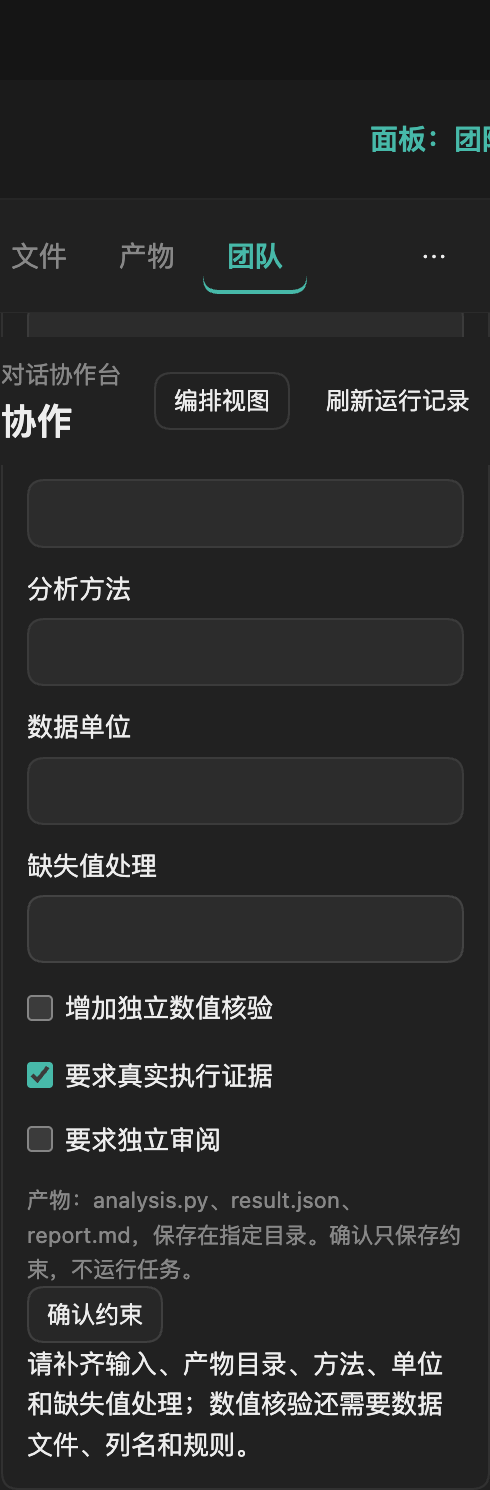 面板：团队
文件 产物 团队 ···
对话协作台
协作 编排视图 刷新运行记录
分析方法
数据单位
缺失值处理
增加独立数值核验
要求真实执行证据
要求独立审阅
产物：analysis.py、result.json、
report.md，保存在指定目录。确认只保存约
束，不运行任务。
确认约束
请补齐输入、产物目录、方法、单位
和缺失值处理；数值核验还需要数据
文件、列名和规则。